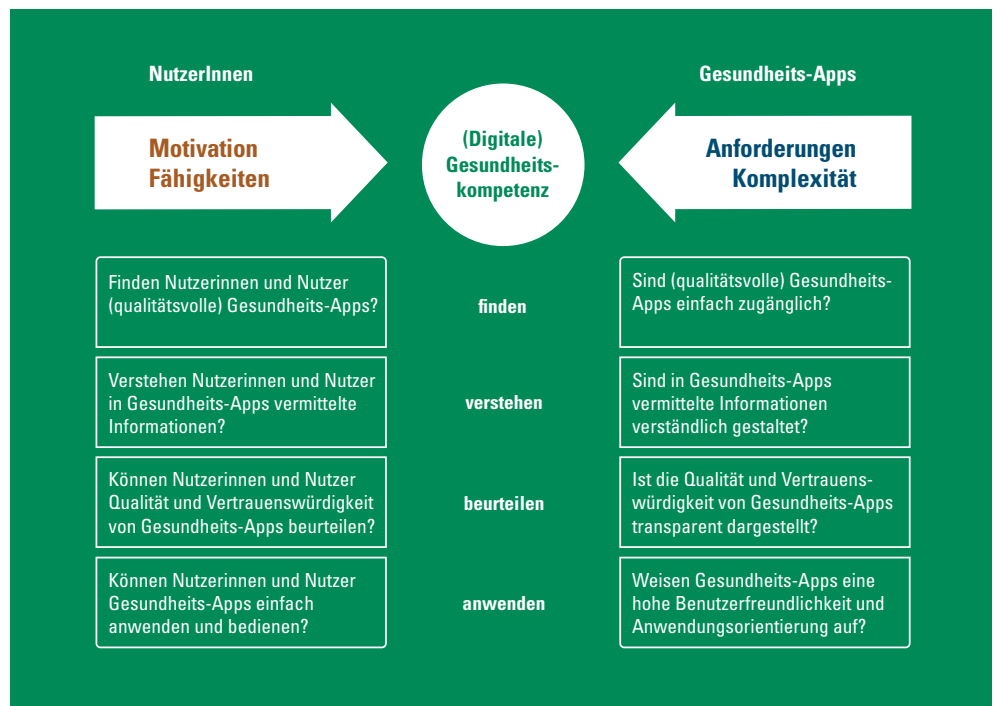 NutzerInnen
Gesundheits-Apps
Motivation
Fähigkeiten
(Digitale)
Gesundheits-
kompetenz
Anforderungen
Komplexität
Finden Nutzerinnen und Nutzer
(qualitätsvolle) Gesundheits-Apps?
finden
Sind (qualitätsvolle) Gesundheits-
Apps einfach zugänglich?
Verstehen Nutzerinnen und Nutzer
in Gesundheits-Apps vermittelte
Informationen?
verstehen
Sind in Gesundheits-Apps
vermittelte Informationen
verständlich gestaltet?
Können Nutzerinnen und Nutzer
Qualität und Vertrauenswürdigkeit
von Gesundheits-Apps beurteilen?
beurteilen
Ist die Qualität und Vertrauens-
würdigkeit von Gesundheits-Apps
transparent dargestellt?
Können Nutzerinnen und Nutzer
Gesundheits-Apps einfach
anwenden und bedienen?
anwenden
Weisen Gesundheits-Apps eine
hohe Benutzerfreundlichkeit und
Anwendungsorientierung auf?